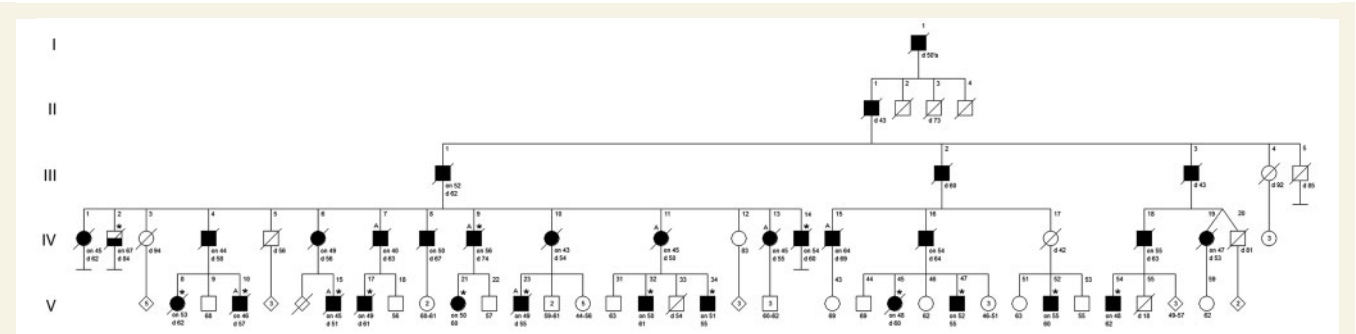 1
I
d 50's
1 2 3 4
II
d 43 d 73
1 2 3 4 5
III
on 52 d 68 d 43 d 92 d 85
d 62
1 2 3 4 5 6 7 8 9 10 11 12 13 14 15 16 17 18 19 20
* A A * A A * A
IV
3
on 45 on 67 d 94 on 44 d 56 on 49 on 40 on 50 on 56 on 43 on 45 83 on 45 on 54 on 64 on 54 d 42 on 55 on 47 d 81
d 62 d 84 d 58 d 56 d 63 d 67 d 74 d 54 d 50 d 55 d 60 d 69 d 64 d 63 d 53
8 9 10 15 17 18 21 22 23 31 32 33 34 43 44 45 46 47 51 52 53 54 55 59
* A * A * A * * A * * * * * * *
V
5 3 2 2 5 3 3 3 3 2
on 53 68 on 46 on 45 on 49 56 60-61 on 50 57 on 49 59-61 44-56 63 on 58 d 54 on 51 60-62 69 69 on 48 62 on 52 46-51 63 on 55 55 on 46 d 18 49-57 62
d 62 d 57 d 51 d 61 60 d 55 61 55 d 60 55 60 62